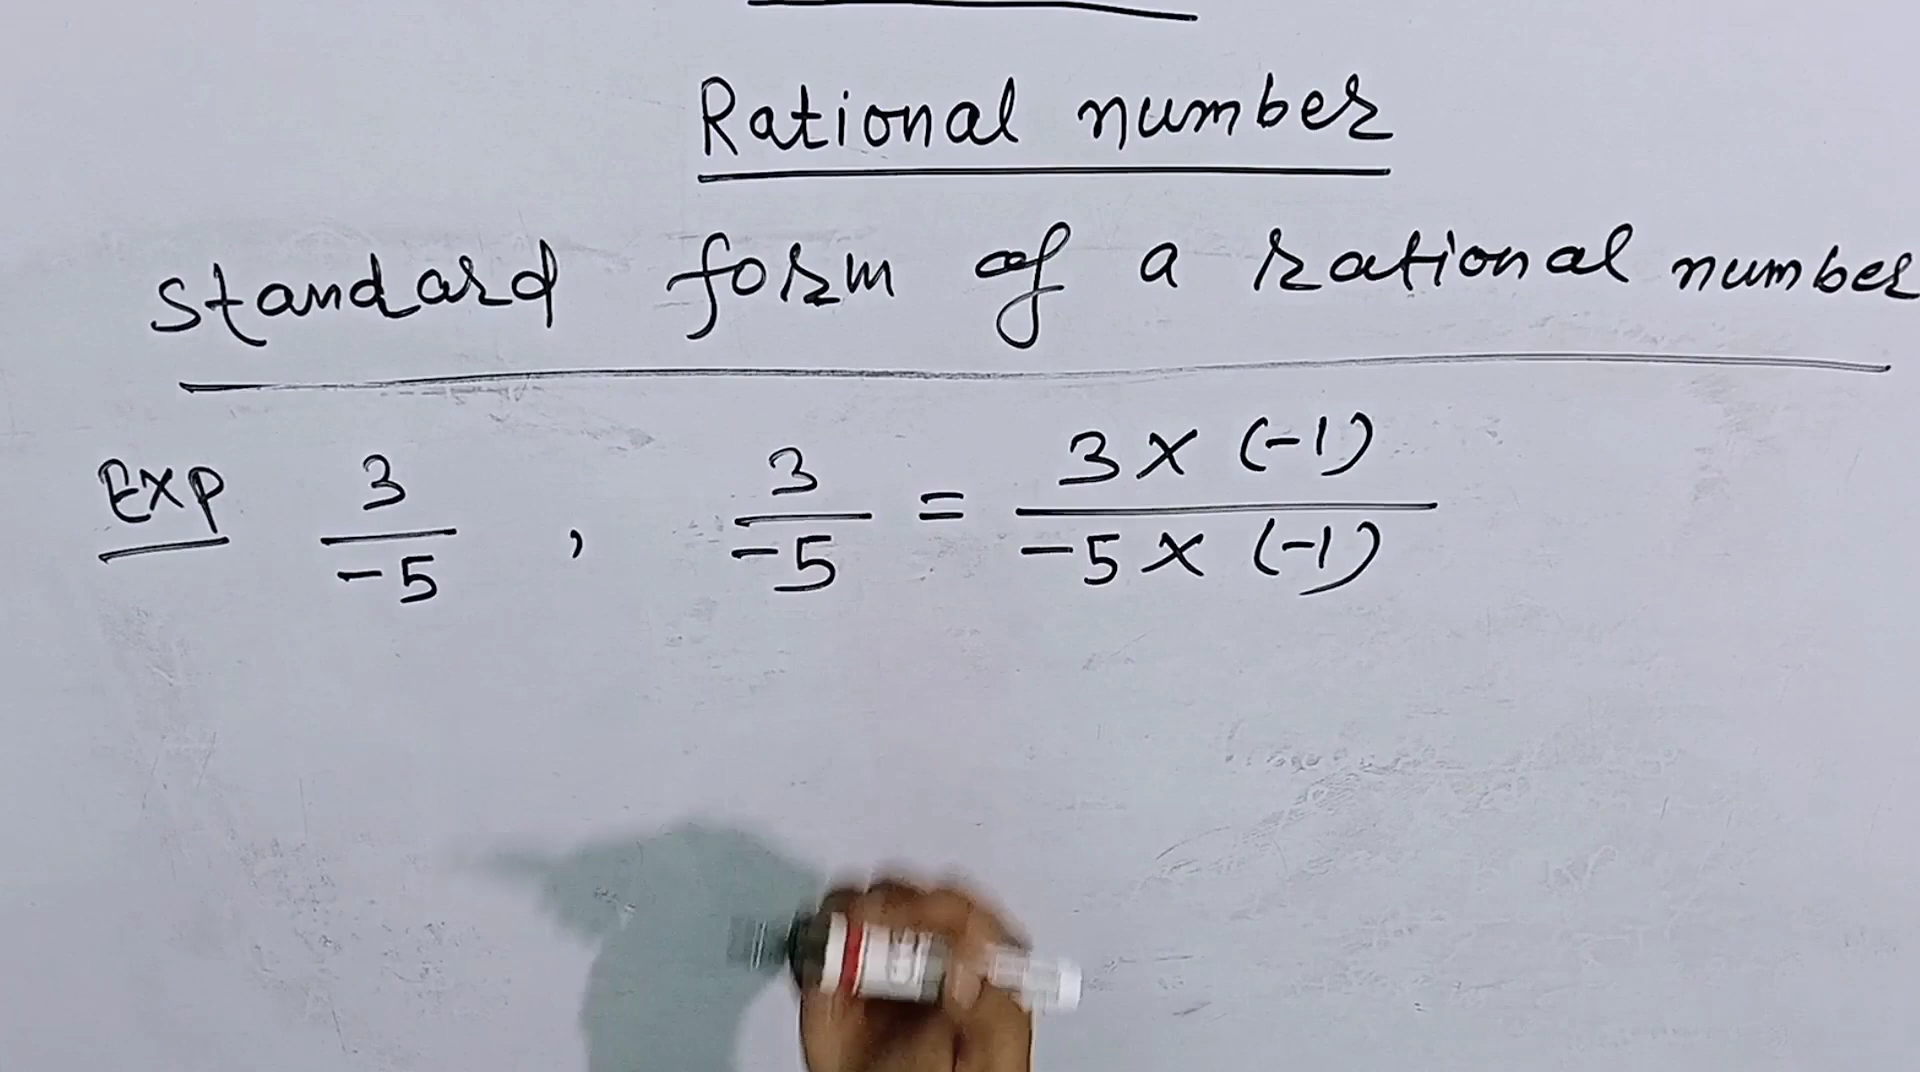 Rational number
standard form of a rational number
Exp 3/-5 , 3/-5 = 3 × (-1)/-5 × (-1)